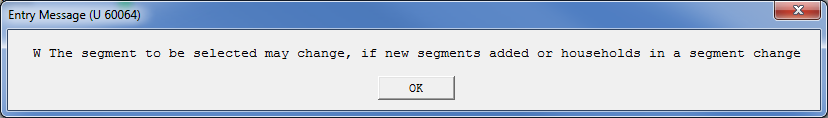 Entry Message (U 60064)
W The segment to be selected may change, if new segments added or households in a segment change
OK